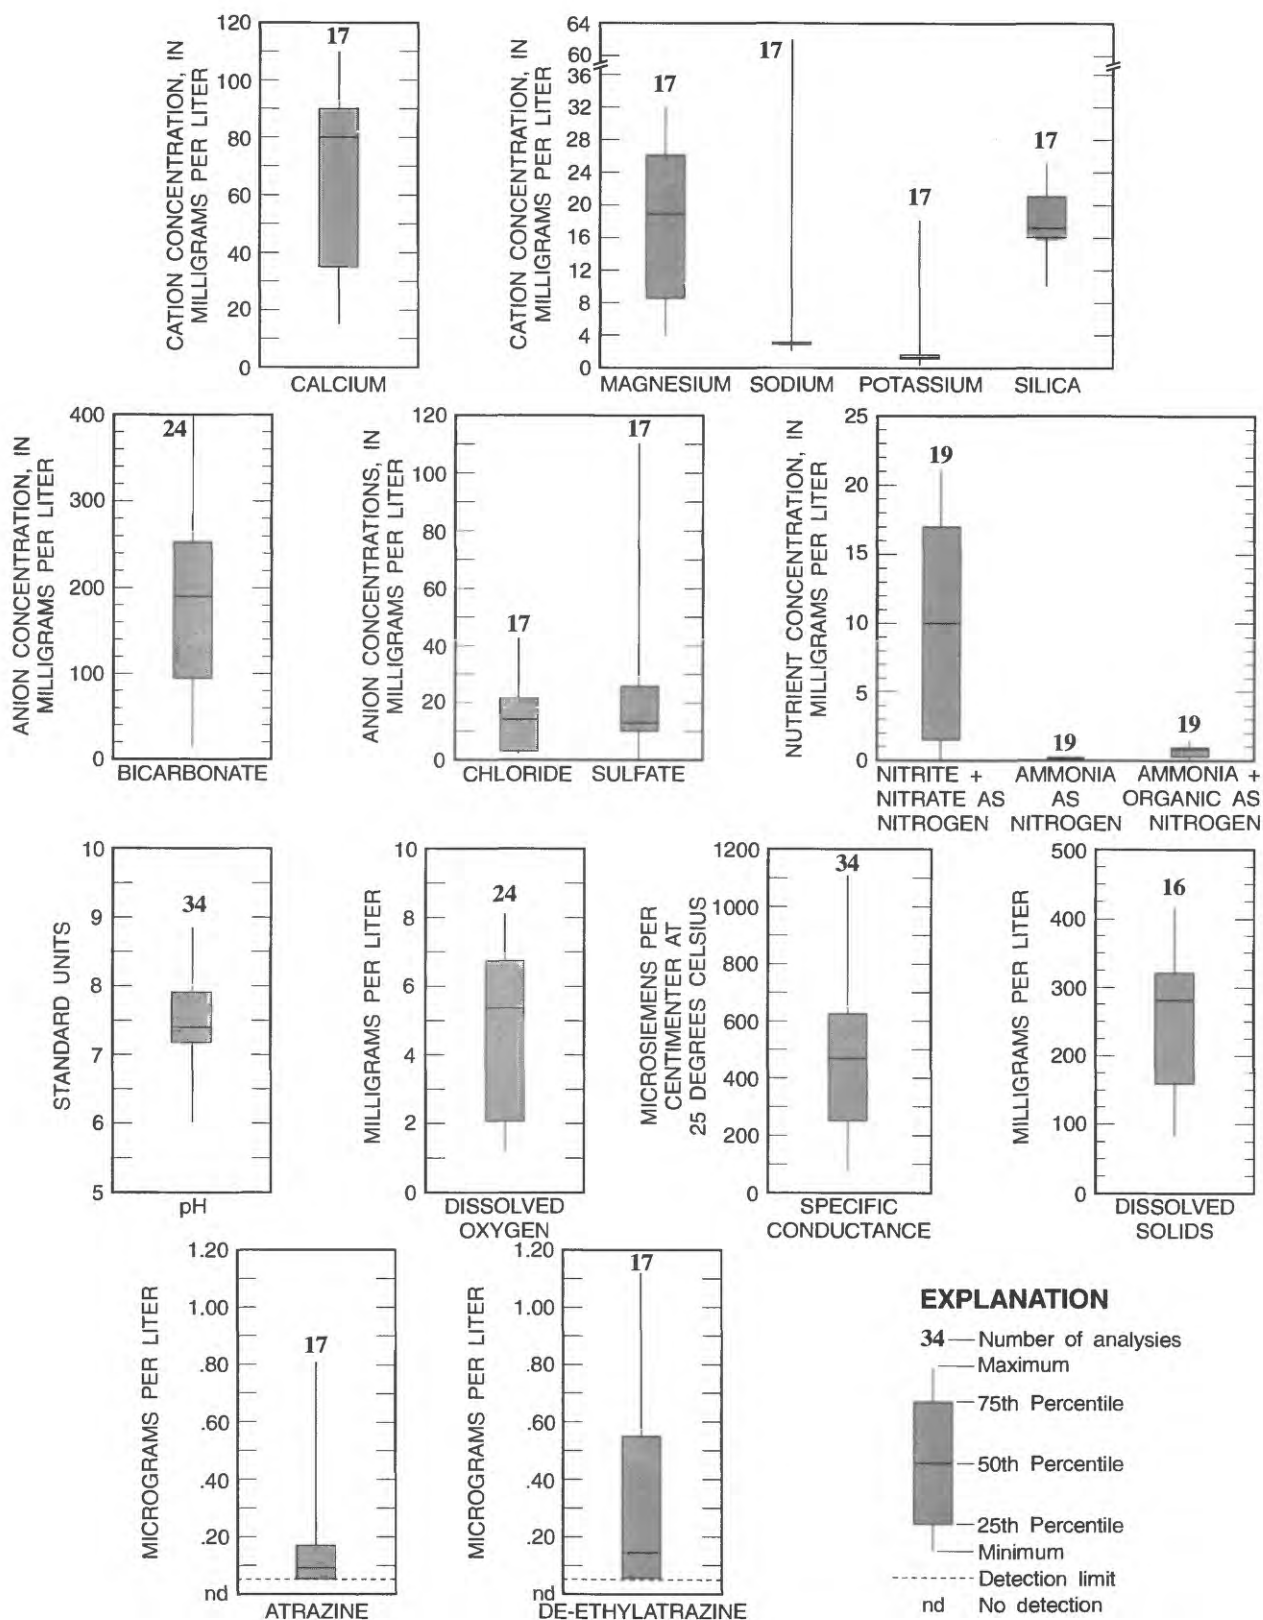 CATION CONCENTRATION, IN
MILLIGRAMS PER LITER
120
100
80
60
40
20
0
17
CALCIUM
CATION CONCENTRATION, IN
MILLIGRAMS PER LITER
64
60
36
32
28
24
20
16
12
8
4
0
17
17
17
17
MAGNESIUM SODIUM POTASSIUM SILICA
ANION CONCENTRATION, IN
MILLIGRAMS PER LITER
400
300
200
100
0
24
BICARBONATE
ANION CONCENTRATIONS, IN
MILLIGRAMS PER LITER
120
100
80
60
40
20
0
17
17
CHLORIDE SULFATE
NUTRIENT CONCENTRATION, IN
MILLIGRAMS PER LITER
25
20
15
10
5
0
19
19
19
NITRITE + AMMONIA AMMONIA +
NITRATE AS AS ORGANIC AS
NITROGEN NITROGEN NITROGEN
STANDARD UNITS
10
9
8
7
6
5
34
pH
MILLIGRAMS PER LITER
10
8
6
4
2
0
24
DISSOLVED
OXYGEN
MICROSIEMENS PER
CENTIMENTER AT
25 DEGREES CELSIUS
1200
1000
800
600
400
200
0
34
SPECIFIC
CONDUCTANCE
MILLIGRAMS PER LITER
500
400
300
200
100
0
16
DISSOLVED
SOLIDS
MICROGRAMS PER LITER
1.20
1.00
.80
.60
.40
.20
nd
17
ATRAZINE
MICROGRAMS PER LITER
1.20
1.00
.80
.60
.40
.20
nd
17
DE-ETHYLATRAZINE
EXPLANATION
34 Number of analysies
Maximum
75th Percentile
50th Percentile
25th Percentile
Minimum
Detection limit
nd No detection